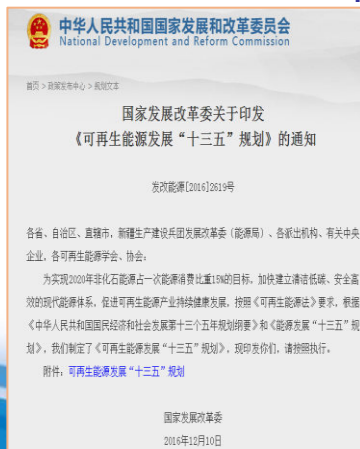 中华人民共和国国家发展和改革委员会
National Development and Reform Commission
首页 > 政策发布中心 > 规划文本
国家发展改革委关于印发
《可再生能源发展“十三五”规划》的通知
发改能源[2016]2619号
各省、自治区、直辖市，新疆生产建设兵团发展改革委（能源局）、各派出机构、有关中央
企业，各可再生能源学会、协会：
为实现2020年非化石能源占一次能源消费比重15%的目标，加快建立清洁低碳、安全高
效的现代能源体系，促进可再生能源产业持续健康发展，按照《可再生能源法》要求，根据
《中华人民共和国国民经济和社会发展第十三个五年规划纲要》和《能源发展“十三五”规
划》，我们制定了《可再生能源发展“十三五”规划》，现印发你们，请按照执行。
附件：可再生能源发展“十三五”规划
国家发展改革委
2016年12月10日